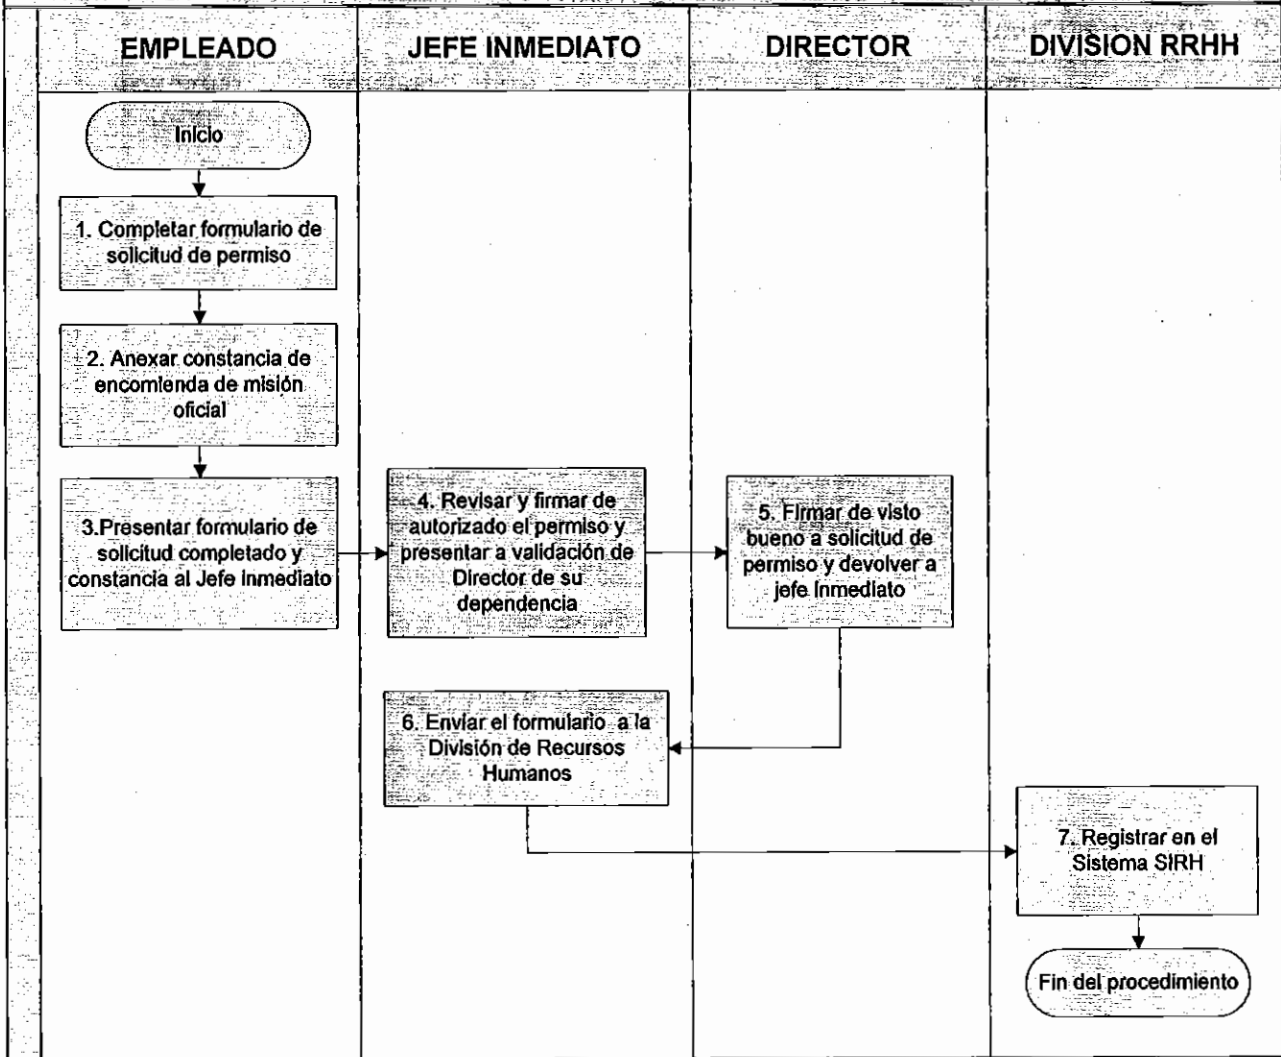 EMPLEADO
JEFE INMEDIATO
DIRECTOR
DIVISION RRHH
Inicio
1. Completar formulario de
solicitud de permiso
2. Anexar constancia de
encomienda de misión
oficial
3.Presentar formulario de
solicitud completado y
constancia al Jefe Inmediato
4. Revisar y firmar de
autorizado el permiso y
presentar a validación de
Director de su
dependencia
5. Firmar de visto
bueno a solicitud de
permiso y devolver a
jefe Inmediato
6. Enviar el formulario a la
División de Recursos
Humanos
7. Registrar en el
Sistema SIRH
Fin del procedimiento